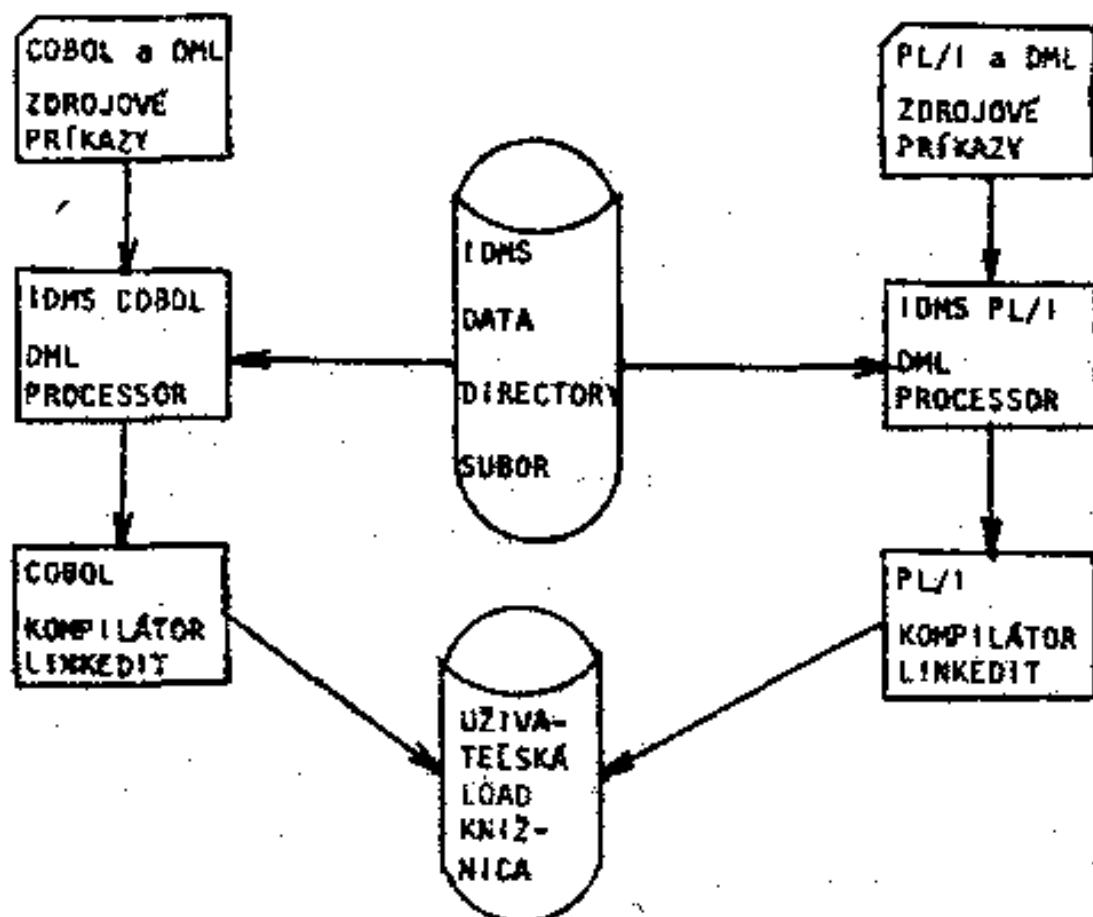 COBOL a DML
ZDROJOVÉ
PRÍKAZY
PL/I a DML
ZDROJOVÉ
PRÍKAZY
IDMS
DATA
DIRECTORY
SUBOR
IDMS COBOL
DML
PROCESSOR
IDMS PL/I
DML
PROCESSOR
COBOL
KOMPILÁTOR
LINKEDIT
PL/I
KOMPILÁTOR
LINKEDIT
UŽIVA-
TEĽSKÁ
LOAD
KNIŽ-
NICA